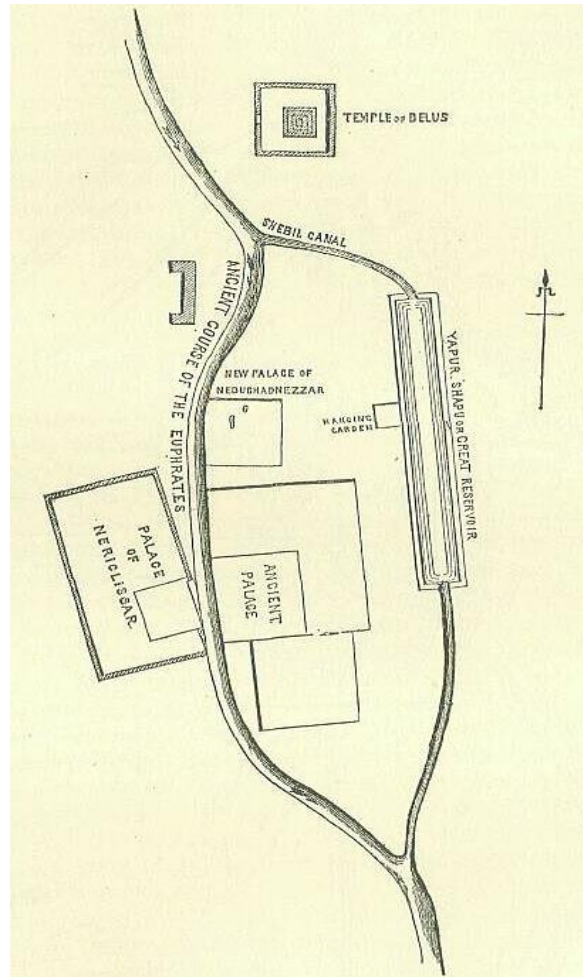 TEMPLE OF BELUS
SHEBIL CANAL
ANCIENT COURSE OF THE EUPHRATES
NEW PALACE OF
NEBUCHADNEZZAR
HANGING
GARDEN
YAPUR SHAPU OR GREAT RESERVOIR
PALACE
OF
NERIGLISSAR.
ANCIENT
PALACE